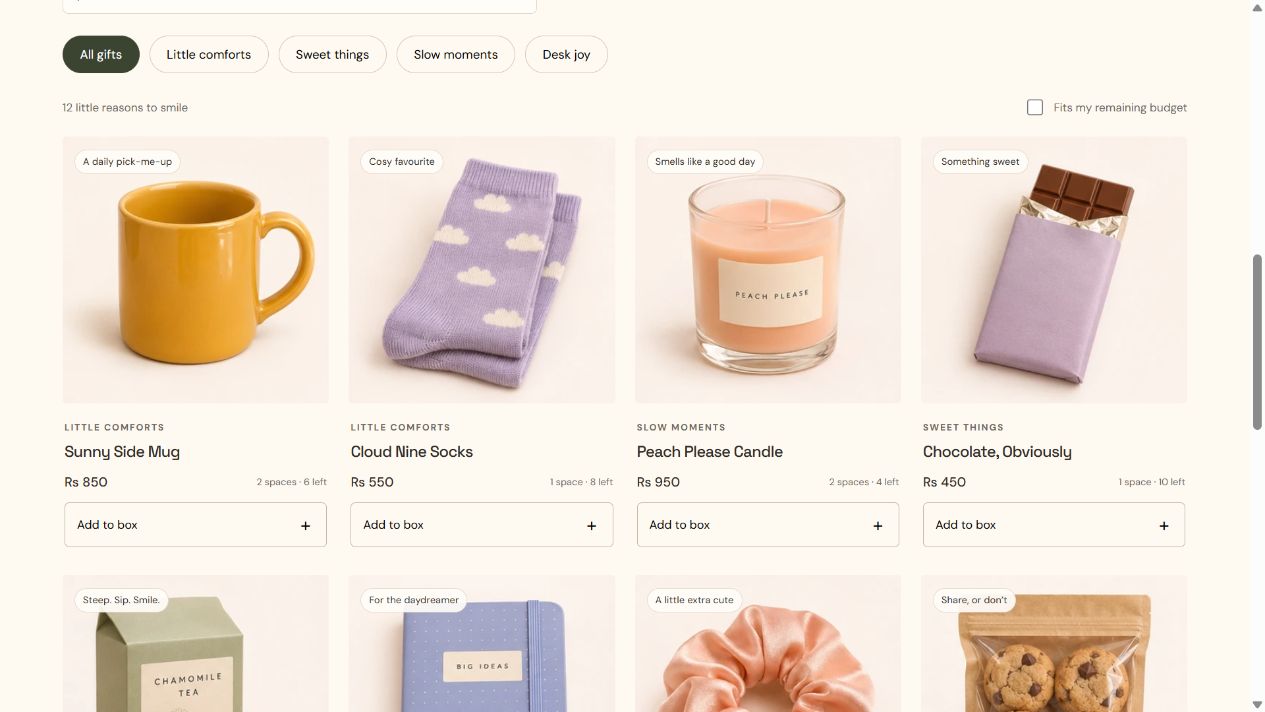 All gifts
Little comforts
Sweet things
Slow moments
Desk joy
12 little reasons to smile
Fits my remaining budget
A daily pick-me-up
Cosy favourite
Smells like a good day
Something sweet
PEACH PLEASE
LITTLE COMFORTS
LITTLE COMFORTS
SLOW MOMENTS
SWEET THINGS
Sunny Side Mug
Cloud Nine Socks
Peach Please Candle
Chocolate, Obviously
Rs 850
2 spaces · 6 left
Rs 550
1 space · 8 left
Rs 950
2 spaces · 4 left
Rs 450
1 space · 10 left
Add to box +
Add to box +
Add to box +
Add to box +
Steep. Sip. Smile.
For the daydreamer
A little extra cute
Share, or don't
CHAMOMILE
TEA
BIG IDEAS